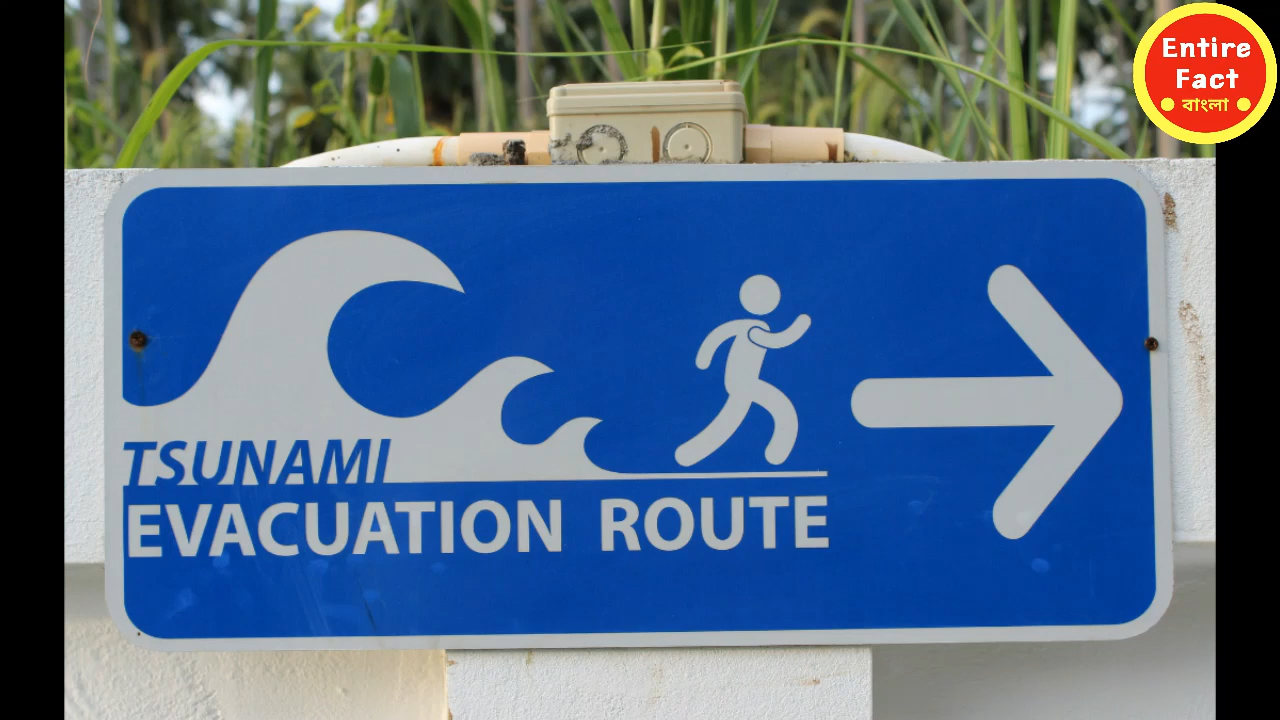 Entire
Fact
বাংলা
TSUNAMI
EVACUATION ROUTE